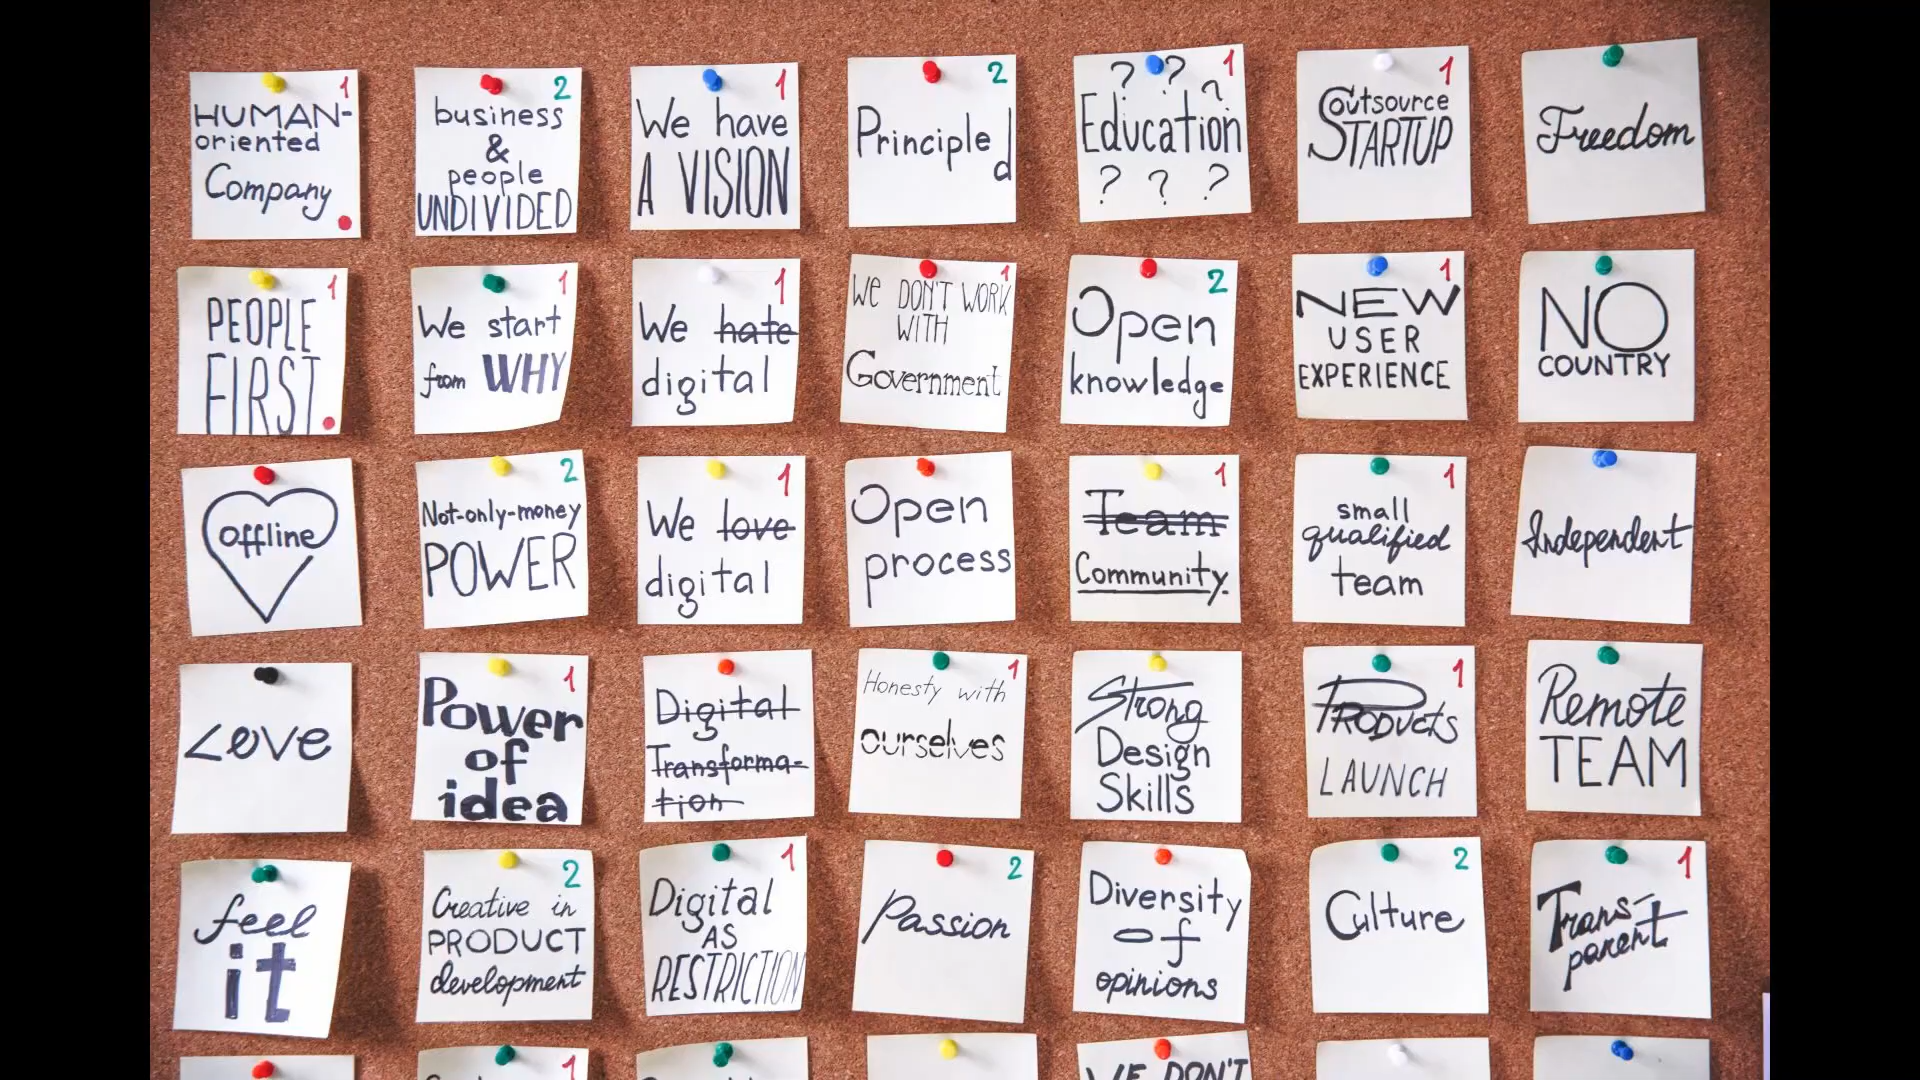 1
HUMAN-
oriented
Company
2
business
&
people
UNDIVIDED
1
We have
A VISION
2
Principled
? ? 1
?
Education
? ? ?
1
outsource
STARTUP
Freedom
1
PEOPLE
FIRST.
1
We start
from WHY
1
We hate
digital
1
We DON'T WORK
WITH
Government
2
Open
knowledge
1
NEW
USER
EXPERIENCE
NO
COUNTRY
offline
2
Not-only-money
POWER
1
We love
digital
Open
process
1
Team
Community.
1
small
qualified
team
Independent
Love
1
Power
of
idea
Digital
Transforma-
tion
1
Honesty with
ourselves
Strong
Design
Skills
1
PRODUCTS
LAUNCH
Remote
TEAM
feel
it
2
Creative in
PRODUCT
development
1
Digital
AS
RESTRICTION
2
Passion
Diversity
of
opinions
2
Culture
1
Trans-
parent
1
WE DON'T